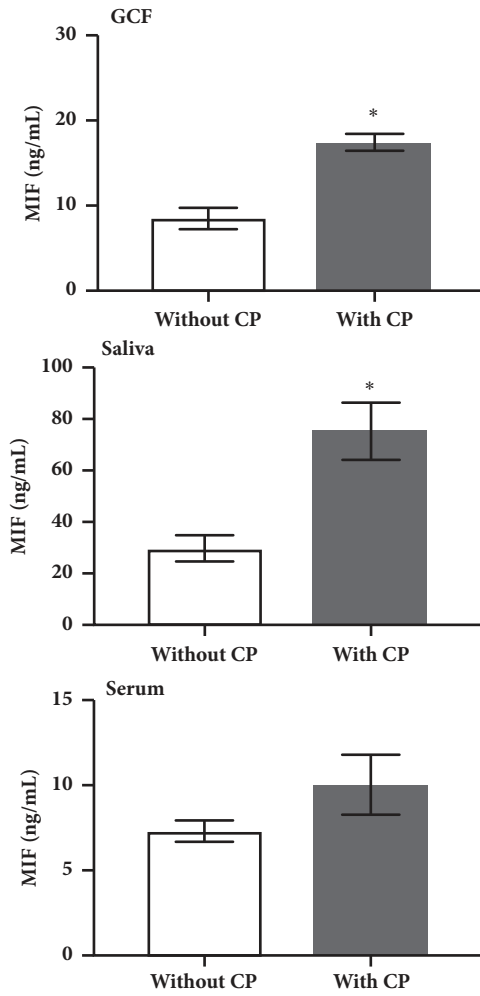 GCF
30
20
10
0
MIF (ng/mL)
*
Without CP With CP
Saliva
100
80
60
40
20
0
MIF (ng/mL)
*
Without CP With CP
Serum
15
10
5
0
MIF (ng/mL)
Without CP With CP